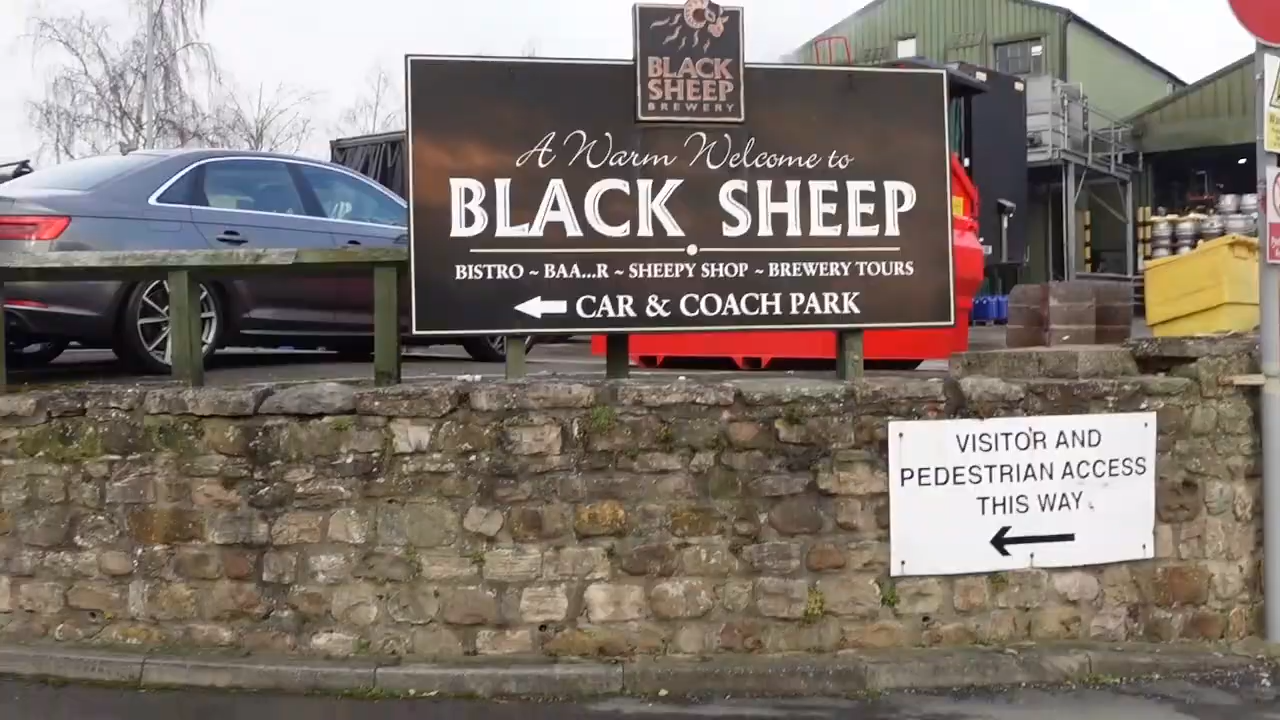 BLACK
SHEEP
BREWERY
A Warm Welcome to
BLACK SHEEP
BISTRO ~ BAA...R ~ SHEEPY SHOP ~ BREWERY TOURS
CAR & COACH PARK
VISITOR AND
PEDESTRIAN ACCESS
THIS WAY